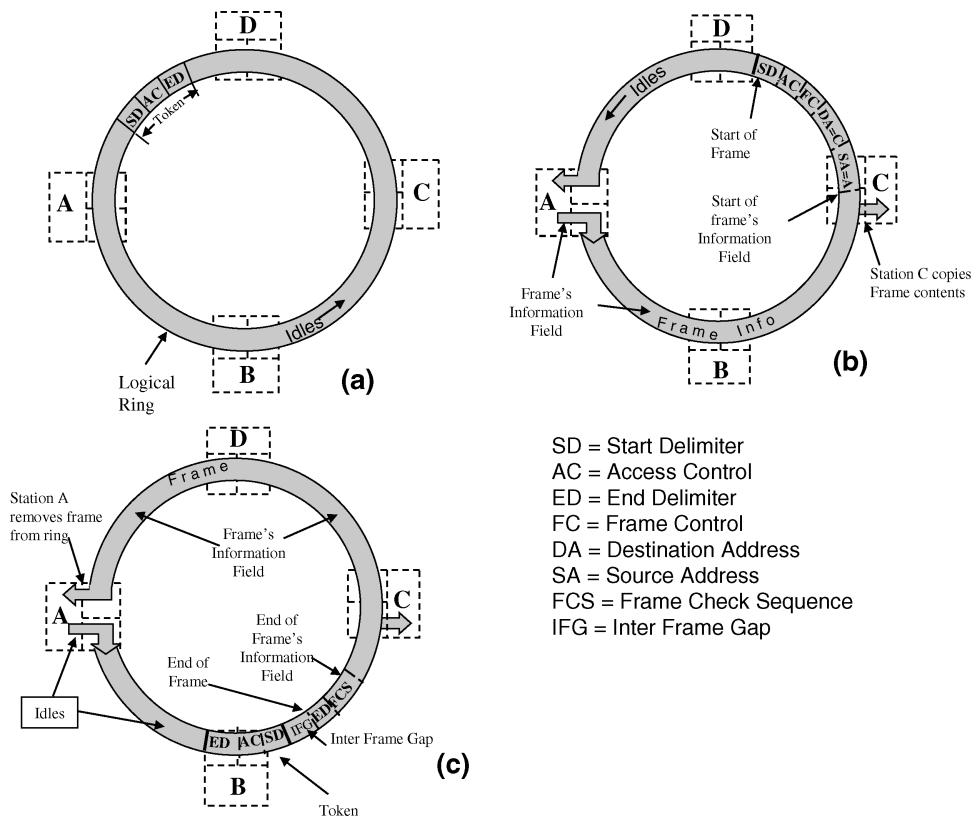 D
SD AC ED
Token
A
C
Idles
B
Logical
Ring
(a)
D
Idles
SD AC FC DA=C SA=A
Start of
Frame
A
C
Start of
frame's
Information
Field
Station C copies
Frame contents
Frame's
Information
Field
Frame Info
B
(b)
D
Frame
Station A
removes frame
from ring
Frame's
Information
Field
A
C
End of
Frame's
Information
Field
End of
Frame
Idles
ED AC SD IFG ED FCS
Inter Frame Gap
B
Token
(c)
SD = Start Delimiter
AC = Access Control
ED = End Delimiter
FC = Frame Control
DA = Destination Address
SA = Source Address
FCS = Frame Check Sequence
IFG = Inter Frame Gap